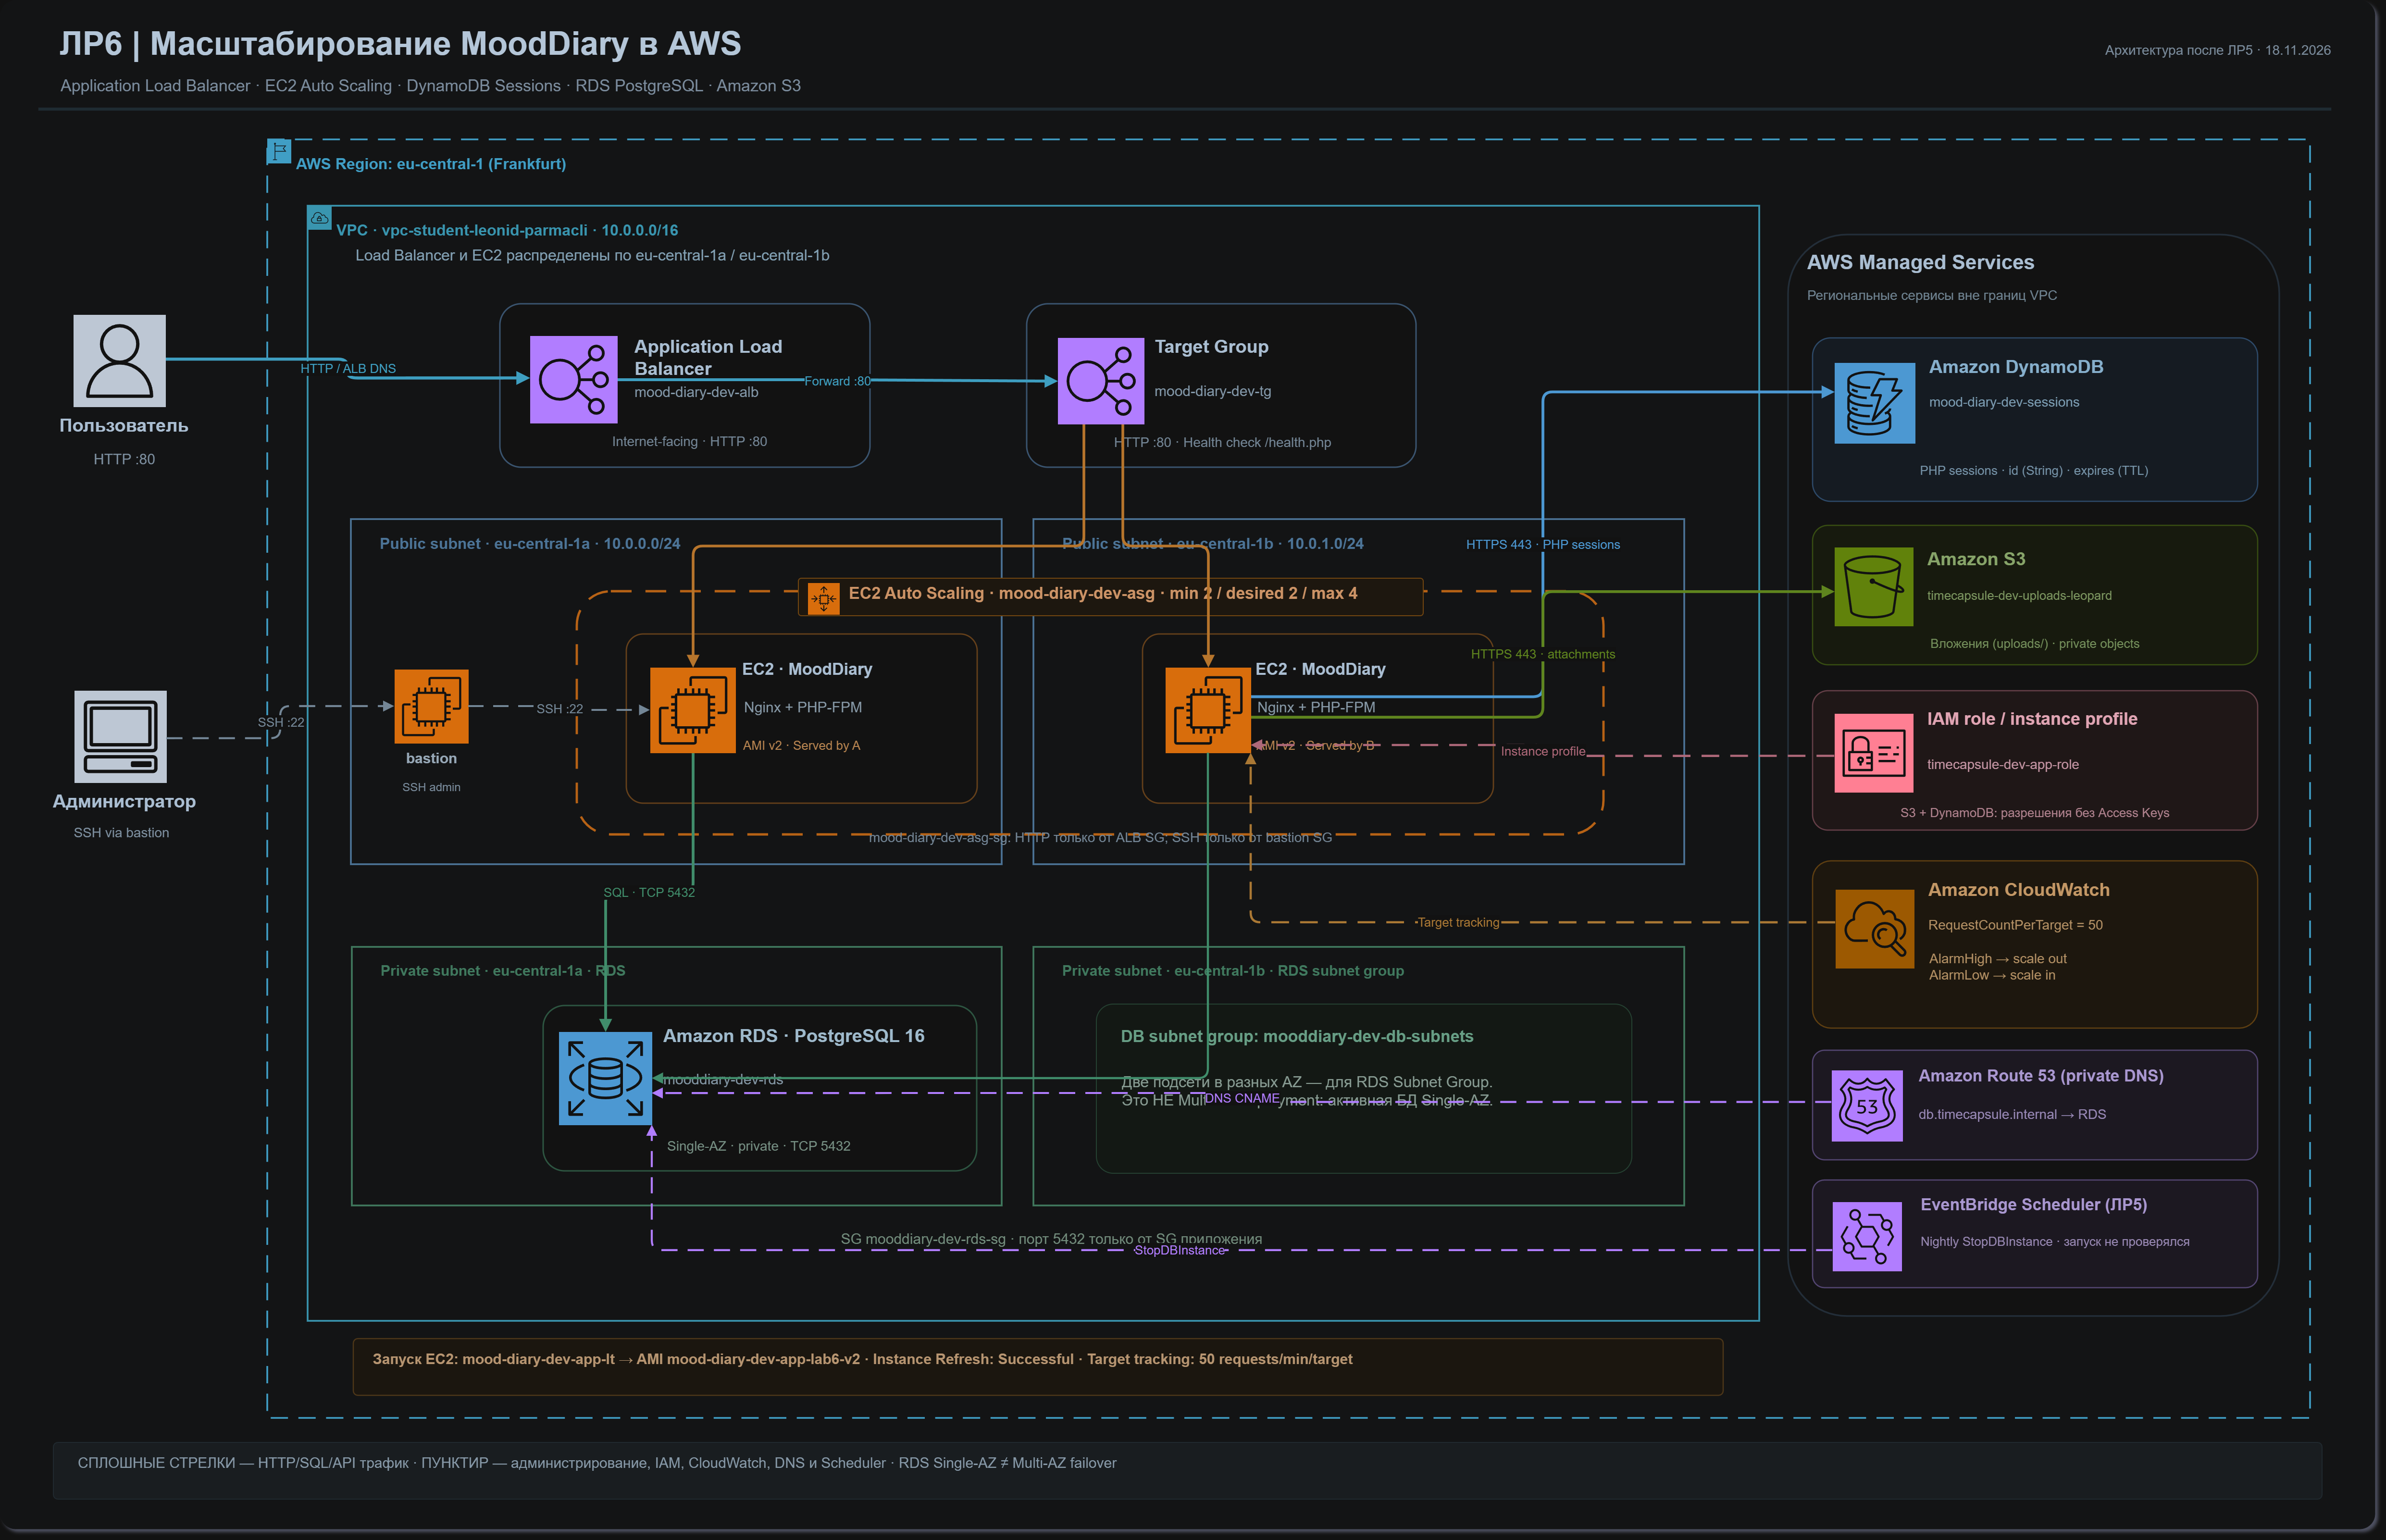 ЛР6 | Масштабирование MoodDiary в AWS
Архитектура после ЛР5 · 18.11.2026
Application Load Balancer · EC2 Auto Scaling · DynamoDB Sessions · RDS PostgreSQL · Amazon S3
AWS Region: eu-central-1 (Frankfurt)
VPC · vpc-student-leonid-parmacli · 10.0.0.0/16
Load Balancer и EC2 распределены по eu-central-1a / eu-central-1b
Пользователь
HTTP :80
HTTP / ALB DNS
Application Load
Balancer
mood-diary-dev-alb
Internet-facing · HTTP :80
Forward :80
Target Group
mood-diary-dev-tg
HTTP :80 · Health check /health.php
Public subnet · eu-central-1a · 10.0.0.0/24
Public subnet · eu-central-1b · 10.0.1.0/24
HTTPS 443 · PHP sessions
EC2 Auto Scaling · mood-diary-dev-asg · min 2 / desired 2 / max 4
HTTPS 443 · attachments
Администратор
SSH via bastion
SSH :22
bastion
SSH admin
SSH :22
EC2 · MoodDiary
Nginx + PHP-FPM
AMI v2 · Served by A
EC2 · MoodDiary
Nginx + PHP-FPM
AMI v2 · Served by B
Instance profile
mood-diary-dev-asg-sg: HTTP только от ALB SG; SSH только от bastion SG
SQL · TCP 5432
Target tracking
Private subnet · eu-central-1a · RDS
Private subnet · eu-central-1b · RDS subnet group
Amazon RDS · PostgreSQL 16
mooddiary-dev-rds
Single-AZ · private · TCP 5432
DB subnet group: mooddiary-dev-db-subnets
Две подсети в разных AZ — для RDS Subnet Group.
Это НЕ активная БД Single-AZ.
DNS CNAME
SG mooddiary-dev-rds-sg · порт 5432 только от SG приложения
StopDBInstance
AWS Managed Services
Региональные сервисы вне границ VPC
Amazon DynamoDB
mood-diary-dev-sessions
PHP sessions · id (String) · expires (TTL)
Amazon S3
timecapsule-dev-uploads-leopard
Вложения (uploads/) · private objects
IAM role / instance profile
timecapsule-dev-app-role
S3 + DynamoDB: разрешения без Access Keys
Amazon CloudWatch
RequestCountPerTarget = 50
AlarmHigh → scale out
AlarmLow → scale in
Amazon Route 53 (private DNS)
53
db.timecapsule.internal → RDS
EventBridge Scheduler (ЛР5)
Nightly StopDBInstance · запуск не проверялся
Запуск EC2: mood-diary-dev-app-lt → AMI mood-diary-dev-app-lab6-v2 · Instance Refresh: Successful · Target tracking: 50 requests/min/target
СПЛОШНЫЕ СТРЕЛКИ — HTTP/SQL/API трафик · ПУНКТИР — администрирование, IAM, CloudWatch, DNS и Scheduler · RDS Single-AZ ≠ Multi-AZ failover